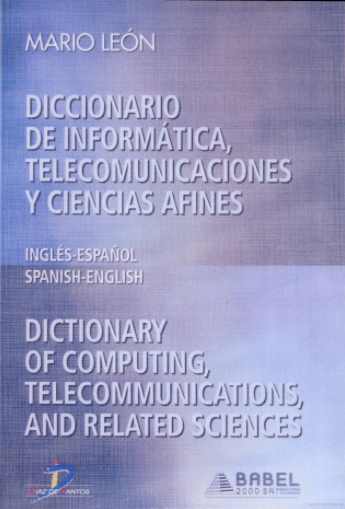 MARIO LEÓN
DICCIONARIO
DE INFORMÁTICA,
TELECOMUNICACIONES
Y CIENCIAS AFINES
INGLÉS-ESPAÑOL
SPANISH-ENGLISH
DICTIONARY
OF COMPUTING,
TELECOMMUNICATIONS,
AND RELATED SCIENCES
DIAZ DE SANTOS
BABEL
2000 SA